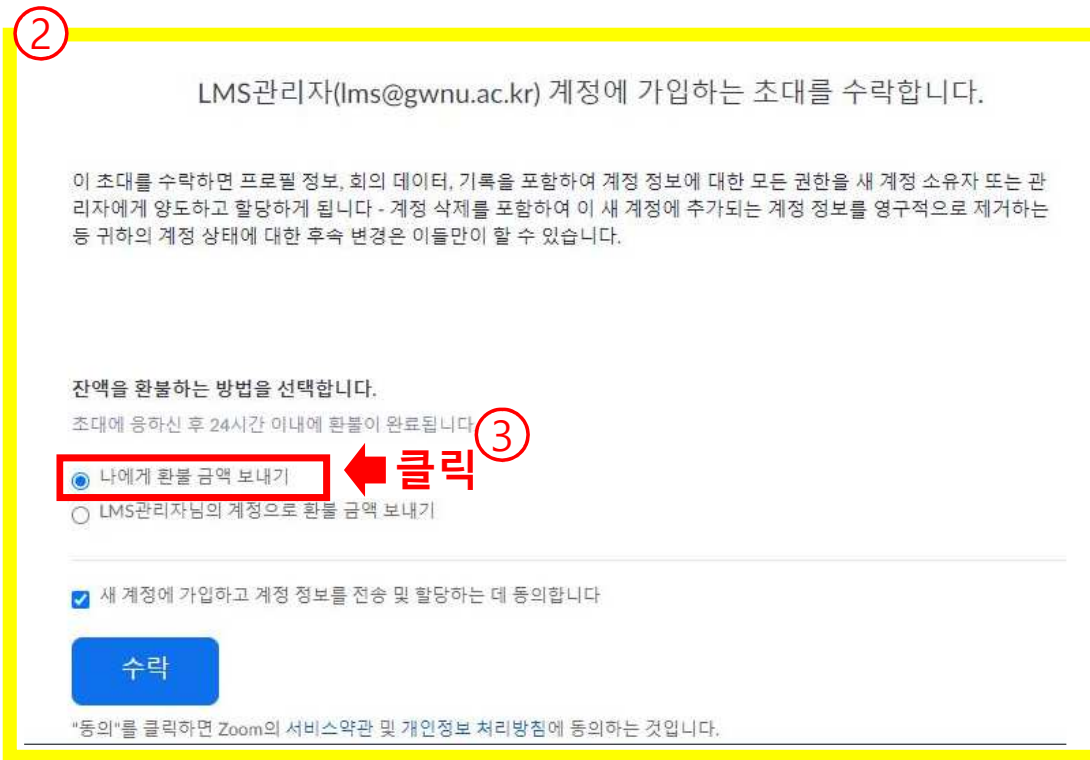 ②
LMS관리자(lms@gwnu.ac.kr) 계정에 가입하는 초대를 수락합니다.
이 초대를 수락하면 프로필 정보, 회의 데이터, 기록을 포함하여 계정 정보에 대한 모든 권한을 새 계정 소유자 또는 관
리자에게 양도하고 할당하게 됩니다 - 계정 삭제를 포함하여 이 새 계정에 추가되는 계정 정보를 영구적으로 제거하는
등 귀하의 계정 상태에 대한 후속 변경은 이들만이 할 수 있습니다.
잔액을 환불하는 방법을 선택합니다.
초대에 응하신 후 24시간 이내에 환불이 완료됩니다
③
나에게 환불 금액 보내기
클릭
LMS관리자님의 계정으로 환불 금액 보내기
새 계정에 가입하고 계정 정보를 전송 및 할당하는 데 동의합니다
수락
"동의"를 클릭하면 Zoom의 서비스약관 및 개인정보 처리방침에 동의하는 것입니다.